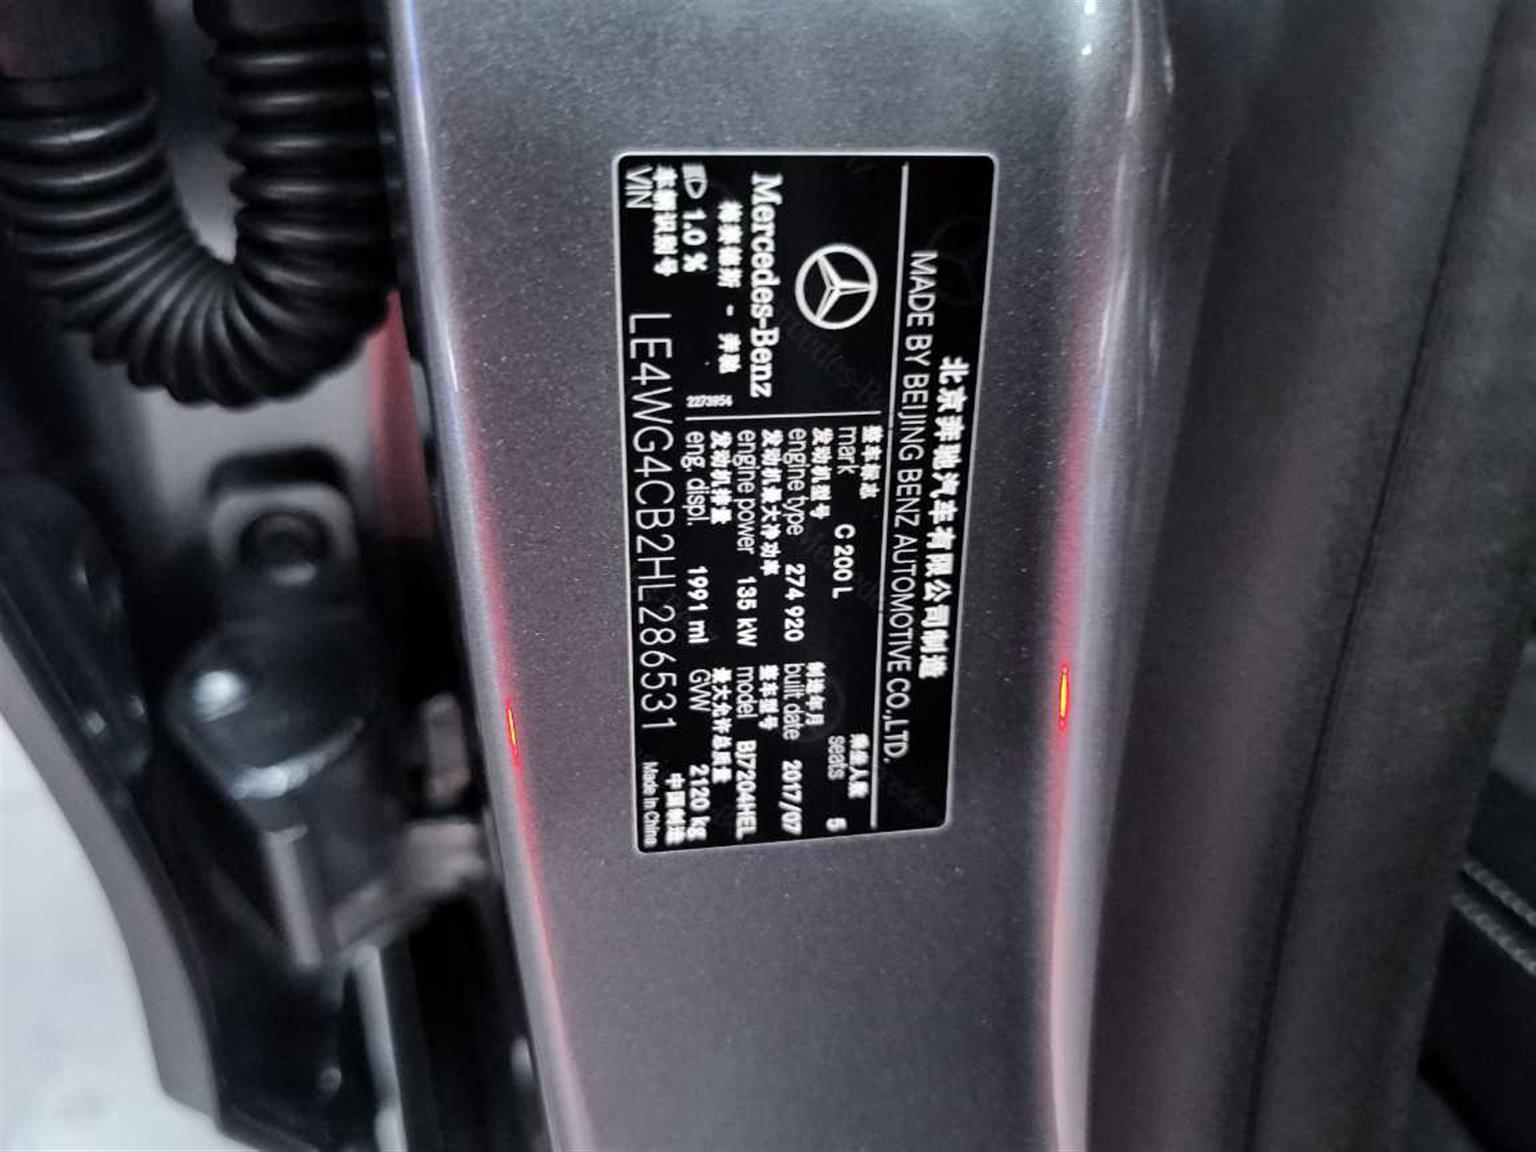 北京奔驰汽车有限公司制造
MADE BY BEIJING BENZ AUTOMOTIVE CO.,LTD.
Mercedes-Benz
梅赛德斯 - 奔驰
2273954
1.0 %
整车标志
mark C 200 L
乘坐人数
seats 5
发动机型号
engine type 274 920
制造年月
built date 2017/07
发动机最大净功率
engine power 135 kW
整车型号
model BJ7204HEL
发动机排量
eng. displ. 1991 ml
最大允许总质量
GW 2120 kg
车辆识别号
VIN LE4WG4CB2HL286531
中国制造
Made In China